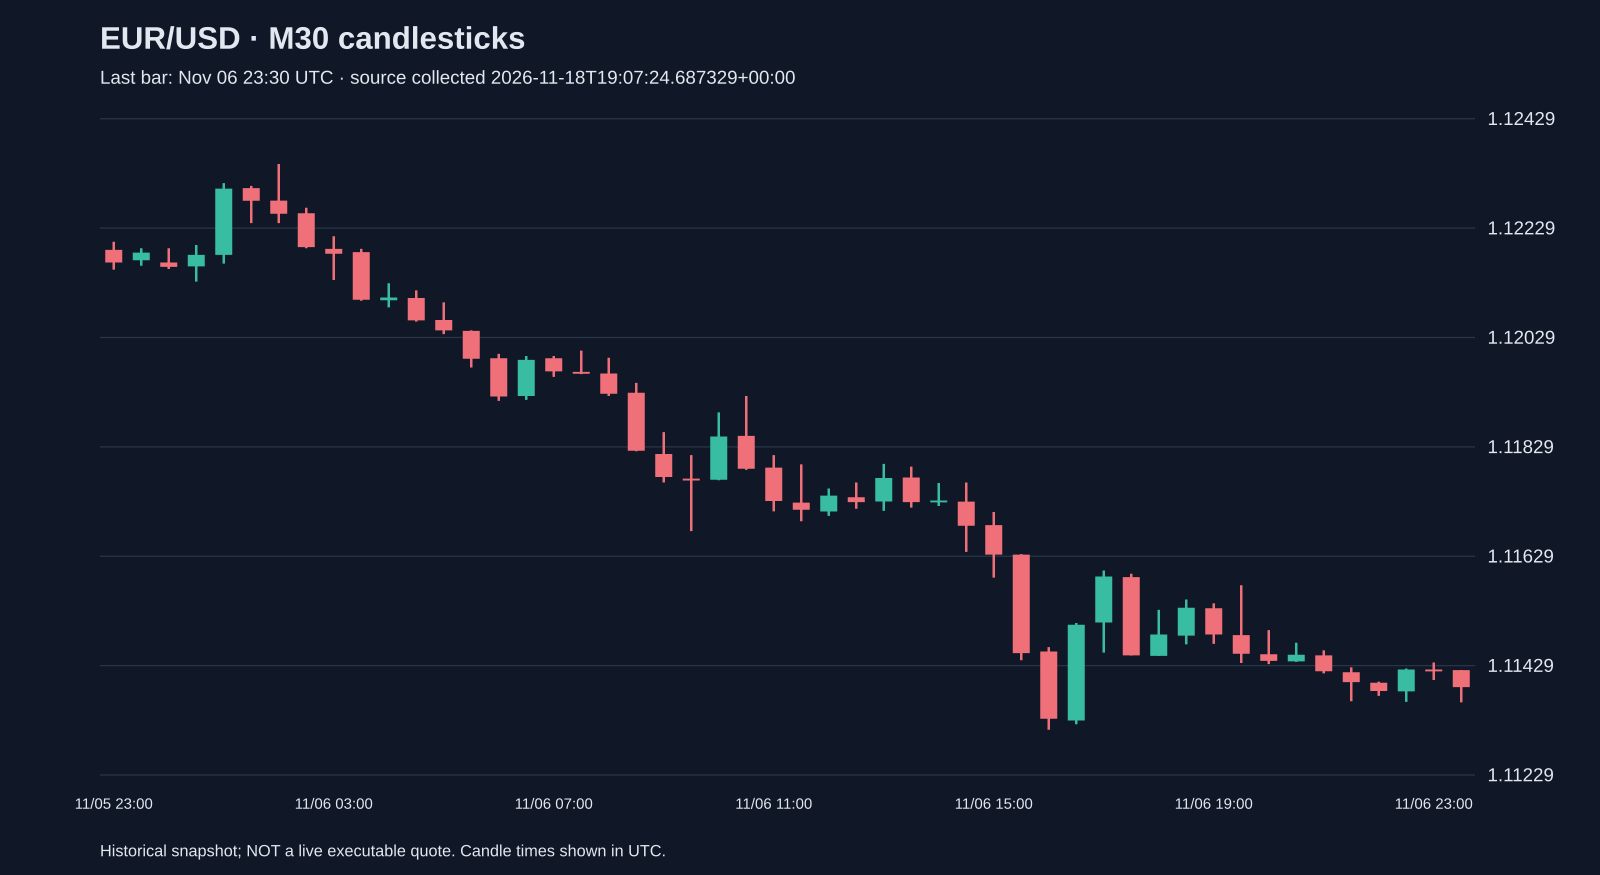 EUR/USD · M30 candlesticks
Last bar: Nov 06 23:30 UTC · source collected 2026-11-18T19:07:24.687329+00:00
1.12429
1.12229
1.12029
1.11829
1.11629
1.11429
1.11229
11/05 23:00 11/06 03:00 11/06 07:00 11/06 11:00 11/06 15:00 11/06 19:00 11/06 23:00
Historical snapshot; NOT a live executable quote. Candle times shown in UTC.